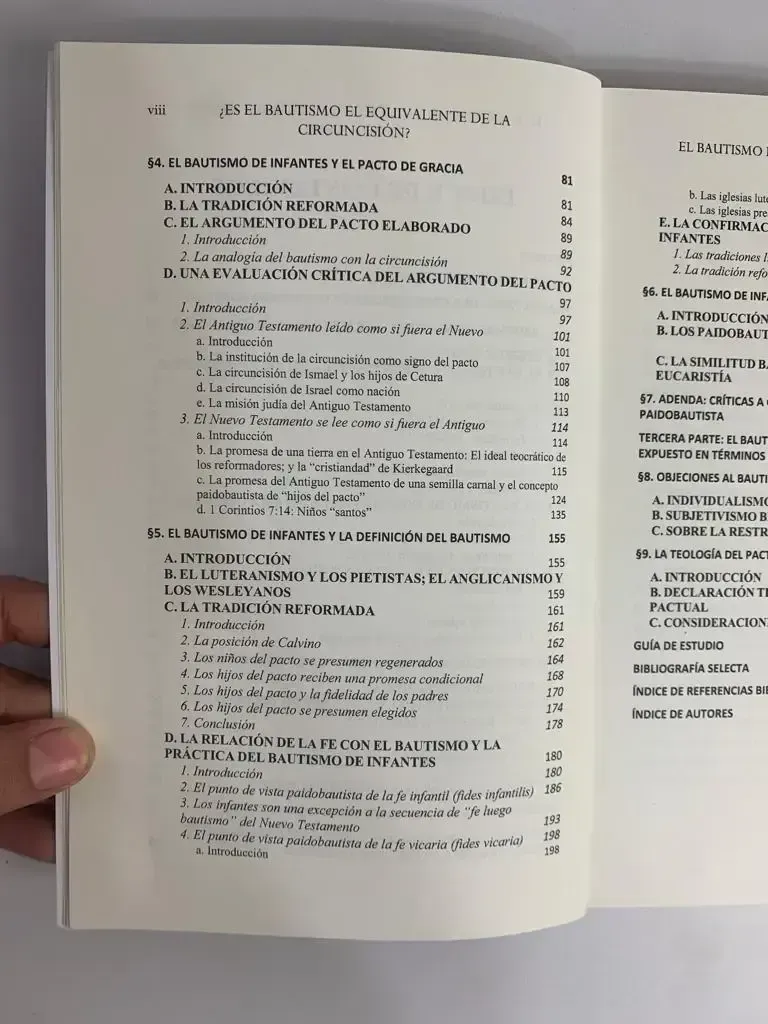 viii
¿ES EL BAUTISMO EL EQUIVALENTE DE LA
CIRCUNCISIÓN?
§4. EL BAUTISMO DE INFANTES Y EL PACTO DE GRACIA 81
A. INTRODUCCIÓN 81
B. LA TRADICIÓN REFORMADA 84
C. EL ARGUMENTO DEL PACTO ELABORADO 89
1. Introducción 89
2. La analogía del bautismo con la circuncisión 92
D. UNA EVALUACIÓN CRÍTICA DEL ARGUMENTO DEL PACTO
97
1. Introducción 97
2. El Antiguo Testamento leído como si fuera el Nuevo 101
a. Introducción 101
b. La institución de la circuncisión como signo del pacto 107
c. La circuncisión de Ismael y los hijos de Cetura 108
d. La circuncisión de Israel como nación 110
e. La misión judía del Antiguo Testamento 113
3. El Nuevo Testamento se lee como si fuera el Antiguo 114
a. Introducción 114
b. La promesa de una tierra en el Antiguo Testamento: El ideal teocrático de
los reformadores; y la “cristiandad” de Kierkegaard 115
c. La promesa del Antiguo Testamento de una semilla carnal y el concepto
paidobautista de “hijos del pacto” 124
d. 1 Corintios 7:14: Niños “santos” 135
§5. EL BAUTISMO DE INFANTES Y LA DEFINICIÓN DEL BAUTISMO 155
A. INTRODUCCIÓN 155
B. EL LUTERANISMO Y LOS PIETISTAS; EL ANGLICANISMO Y
LOS WESLEYANOS 159
C. LA TRADICIÓN REFORMADA 161
1. Introducción 161
2. La posición de Calvino 162
3. Los niños del pacto se presumen regenerados 164
4. Los hijos del pacto reciben una promesa condicional 168
5. Los hijos del pacto y la fidelidad de los padres 170
6. Los hijos del pacto se presumen elegidos 174
7. Conclusión 178
D. LA RELACIÓN DE LA FE CON EL BAUTISMO Y LA
PRÁCTICA DEL BAUTISMO DE INFANTES 180
1. Introducción 180
2. El punto de vista paidobautista de la fe infantil (fides infantilis) 186
3. Los infantes son una excepción a la secuencia de “fe luego
bautismo” del Nuevo Testamento 193
4. El punto de vista paidobautista de la fe vicaria (fides vicaria) 198
a. Introducción 198
EL BAUTISMO
b. Las iglesias
c. Las iglesias
E. LA
INFANTES
1. Las tradiciones
2. La tradición
§6. EL BAUTISMO DE
A. INTRODUCCIÓN
B. LOS
C. LA SIMILITUD
EUCARISTÍA
§7. ADENDA: CRÍTICAS A
PAIDOBAUTISTA
TERCERA PARTE: EL
EXPUESTO EN TÉRMINOS
§8. OBJECIONES AL
A.
B. SUBJETIVISMO
C. SOBRE LA
§9. LA TEOLOGÍA DEL
A. INTRODUCCIÓN
B. DECLARACIÓN
PACTUAL
C.
GUÍA DE ESTUDIO
BIBLIOGRAFÍA SELECTA
ÍNDICE DE REFERENCIAS
ÍNDICE DE AUTORES